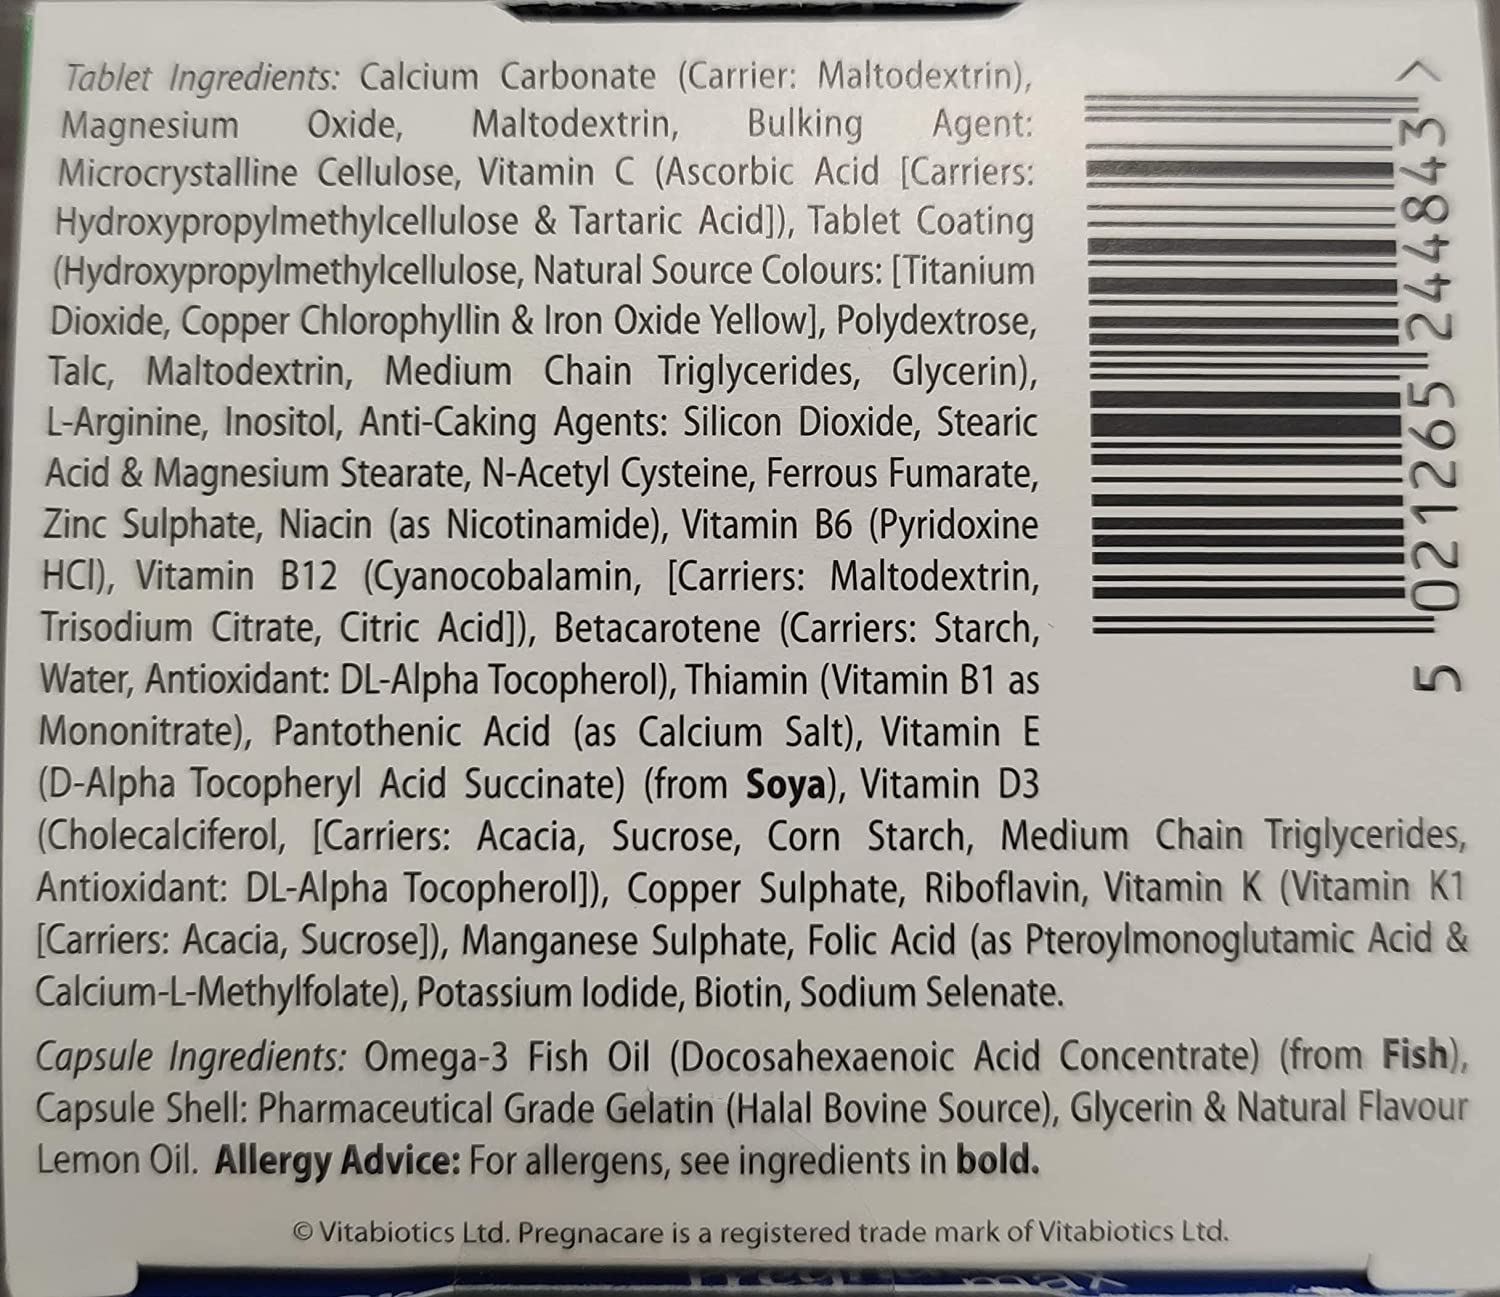 Tablet Ingredients: Calcium Carbonate (Carrier: Maltodextrin),
Magnesium Oxide, Maltodextrin, Bulking Agent:
Microcrystalline Cellulose, Vitamin C (Ascorbic Acid [Carriers:
Hydroxypropylmethylcellulose & Tartaric Acid]), Tablet Coating
(Hydroxypropylmethylcellulose, Natural Source Colours: [Titanium
Dioxide, Copper Chlorophyllin & Iron Oxide Yellow], Polydextrose,
Talc, Maltodextrin, Medium Chain Triglycerides, Glycerin),
L-Arginine, Inositol, Anti-Caking Agents: Silicon Dioxide, Stearic
Acid & Magnesium Stearate, N-Acetyl Cysteine, Ferrous Fumarate,
Zinc Sulphate, Niacin (as Nicotinamide), Vitamin B6 (Pyridoxine
HCl), Vitamin B12 (Cyanocobalamin, [Carriers: Maltodextrin,
Trisodium Citrate, Citric Acid]), Betacarotene (Carriers: Starch,
Water, Antioxidant: DL-Alpha Tocopherol), Thiamin (Vitamin B1 as
Mononitrate), Pantothenic Acid (as Calcium Salt), Vitamin E
(D-Alpha Tocopheryl Acid Succinate) (from Soya), Vitamin D3
(Cholecalciferol, [Carriers: Acacia, Sucrose, Corn Starch, Medium Chain Triglycerides,
Antioxidant: DL-Alpha Tocopherol]), Copper Sulphate, Riboflavin, Vitamin K (Vitamin K1
[Carriers: Acacia, Sucrose]), Manganese Sulphate, Folic Acid (as Pteroylmonoglutamic Acid &
Calcium-L-Methylfolate), Potassium Iodide, Biotin, Sodium Selenate.
Capsule Ingredients: Omega-3 Fish Oil (Docosahexaenoic Acid Concentrate) (from Fish),
Capsule Shell: Pharmaceutical Grade Gelatin (Halal Bovine Source), Glycerin & Natural Flavour
Lemon Oil. Allergy Advice: For allergens, see ingredients in bold.
© Vitabiotics Ltd. Pregnacare is a registered trade mark of Vitabiotics Ltd.
5 021265 244843 >
max